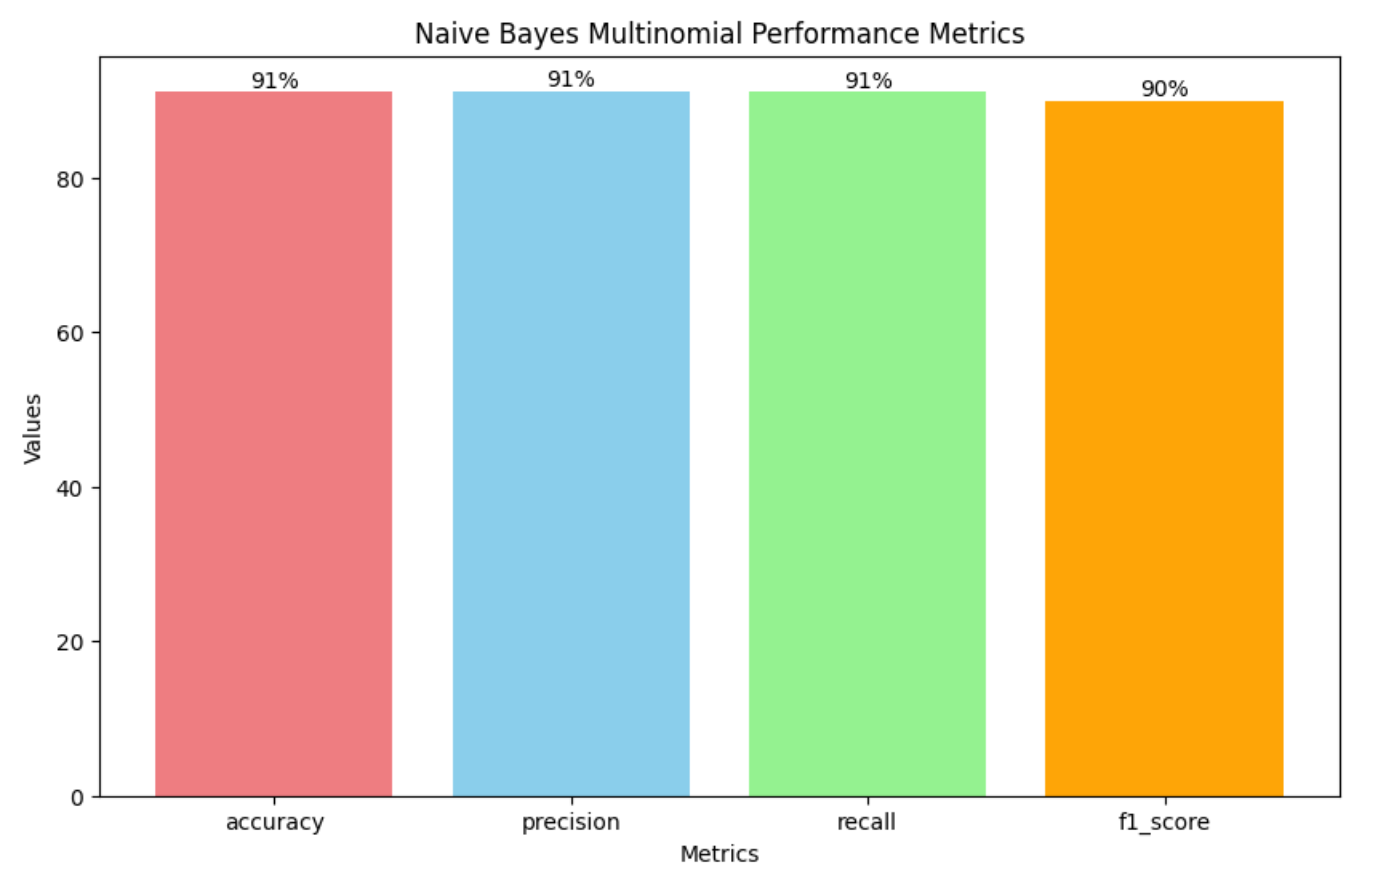 Naive Bayes Multinomial Performance Metrics
91%
91%
91%
90%
80
60
40
20
0
Values
accuracy
precision
recall
f1_score
Metrics